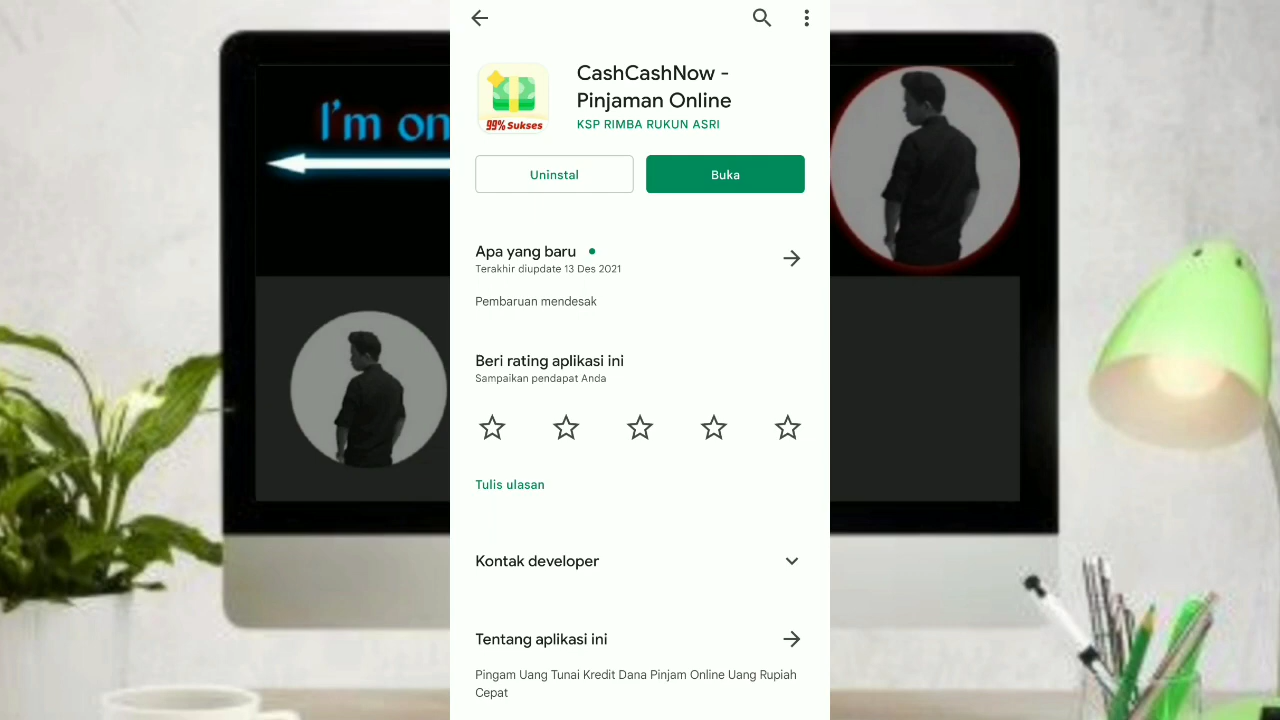 I'm on
CashCashNow -
Pinjaman Online
KSP RIMBA RUKUN ASRI
99% Sukses
Uninstal
Buka
Apa yang baru
Terakhir diupdate 13 Des 2021
Pembaruan mendesak
Beri rating aplikasi ini
Sampaikan pendapat Anda
Tulis ulasan
Kontak developer
Tentang aplikasi ini
Pingam Uang Tunai Kredit Dana Pinjam Online Uang Rupiah
Cepat